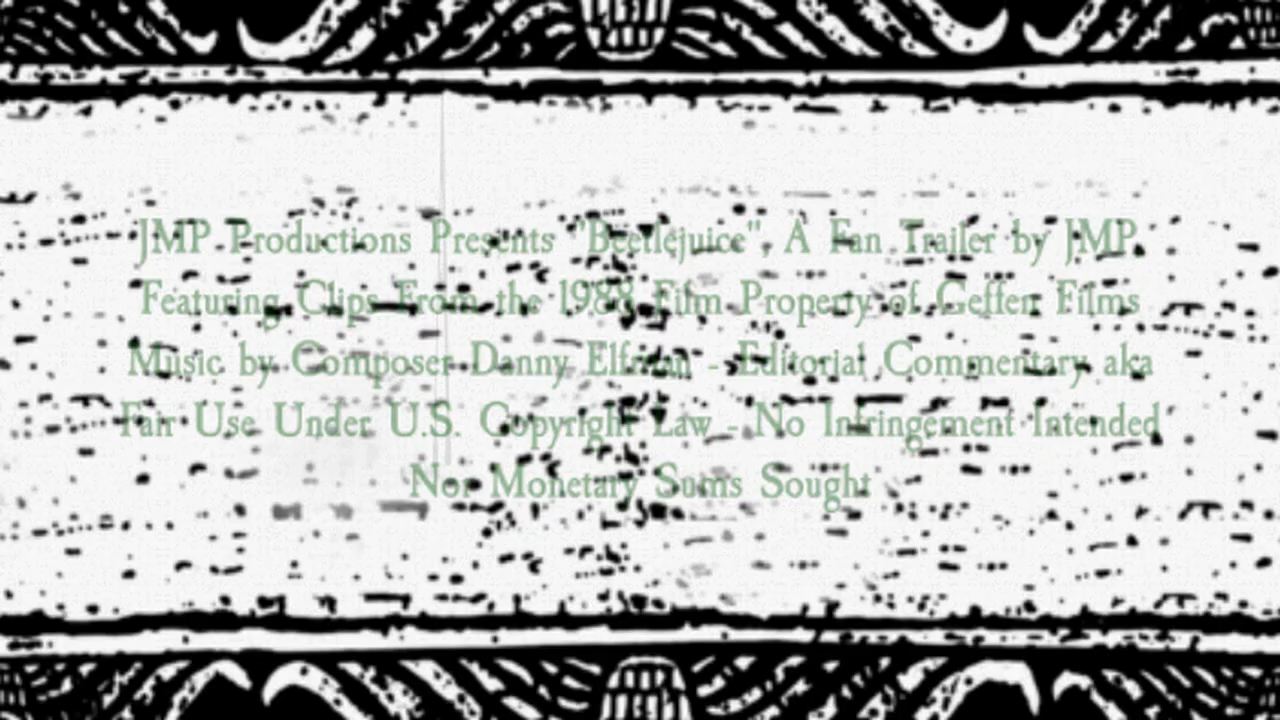 JMP Productions Presents "Beetlejuice", A Fan Trailer by JMP
Featuring Clips From the 1988 Film Property of Geffen Films
Music by Composer Danny Elfman - Editorial Commentary aka
Fair Use Under U.S. Copyright Law - No Infringement Intended
Nor Monetary Sums Sought